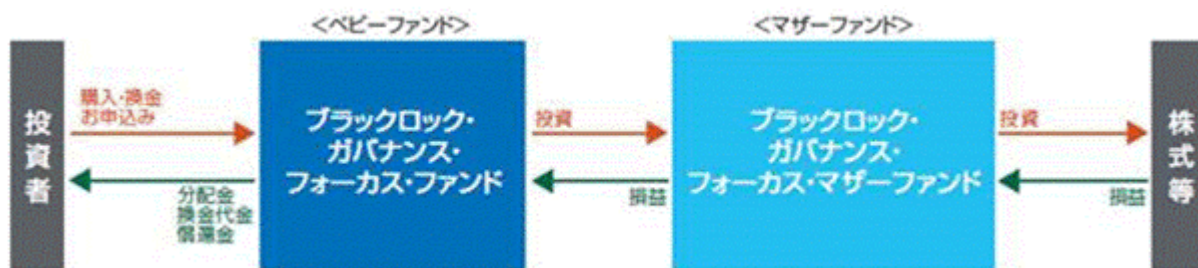 ＜ベビーファンド＞
＜マザーファンド＞
投資者
購入・換金
お申込み
分配金
換金代金
償還金
ブラックロック・
ガバナンス・
フォーカス・ファンド
投資
損益
ブラックロック・
ガバナンス・
フォーカス・マザーファンド
投資
損益
株式等